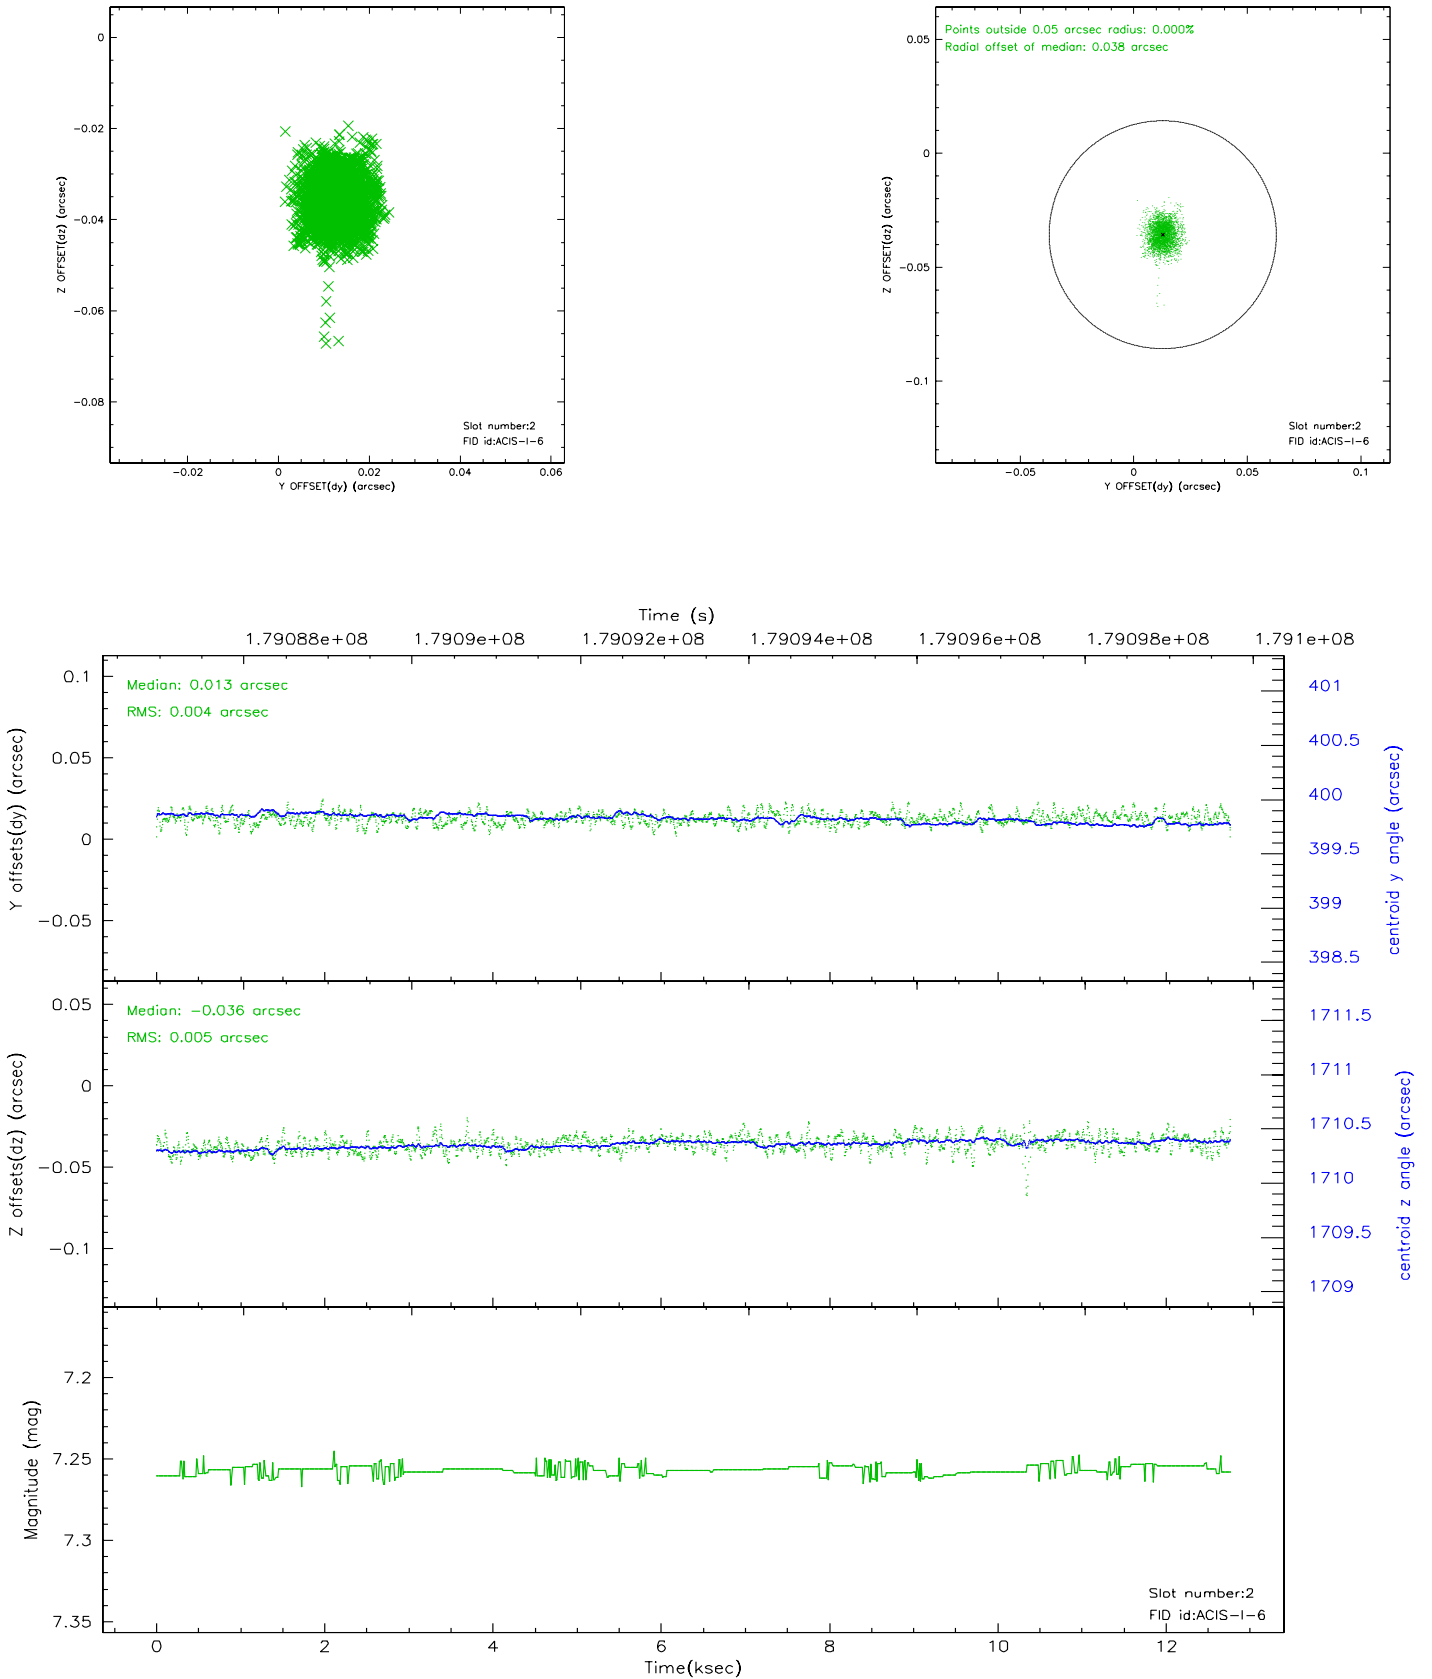 0
-0.02
-0.04
-0.06
-0.08
Z OFFSET(dz) (arcsec)
Slot number:2
FID id:ACIS-I-6
-0.02 0 0.02 0.04 0.06
Y OFFSET(dy) (arcsec)
Points outside 0.05 arcsec radius: 0.000%
Radial offset of median: 0.038 arcsec
0.05
0
-0.05
-0.1
Z OFFSET(dz) (arcsec)
Slot number:2
FID id:ACIS-I-6
-0.05 0 0.05 0.1
Y OFFSET(dy) (arcsec)
Time (s)
1.79088e+08 1.7909e+08 1.79092e+08 1.79094e+08 1.79096e+08 1.79098e+08 1.791e+08
Median: 0.013 arcsec
RMS: 0.004 arcsec
0.1
0.05
0
-0.05
Y offsets(dy) (arcsec)
401
400.5
400
399.5
399
398.5
centroid y angle (arcsec)
Median: -0.036 arcsec
RMS: 0.005 arcsec
0.05
0
-0.05
-0.1
Z offsets(dz) (arcsec)
1711.5
1711
1710.5
1710
1709.5
1709
centroid z angle (arcsec)
7.2
7.25
7.3
7.35
Magnitude (mag)
Slot number:2
FID id:ACIS-I-6
0 2 4 6 8 10 12
Time(ksec)